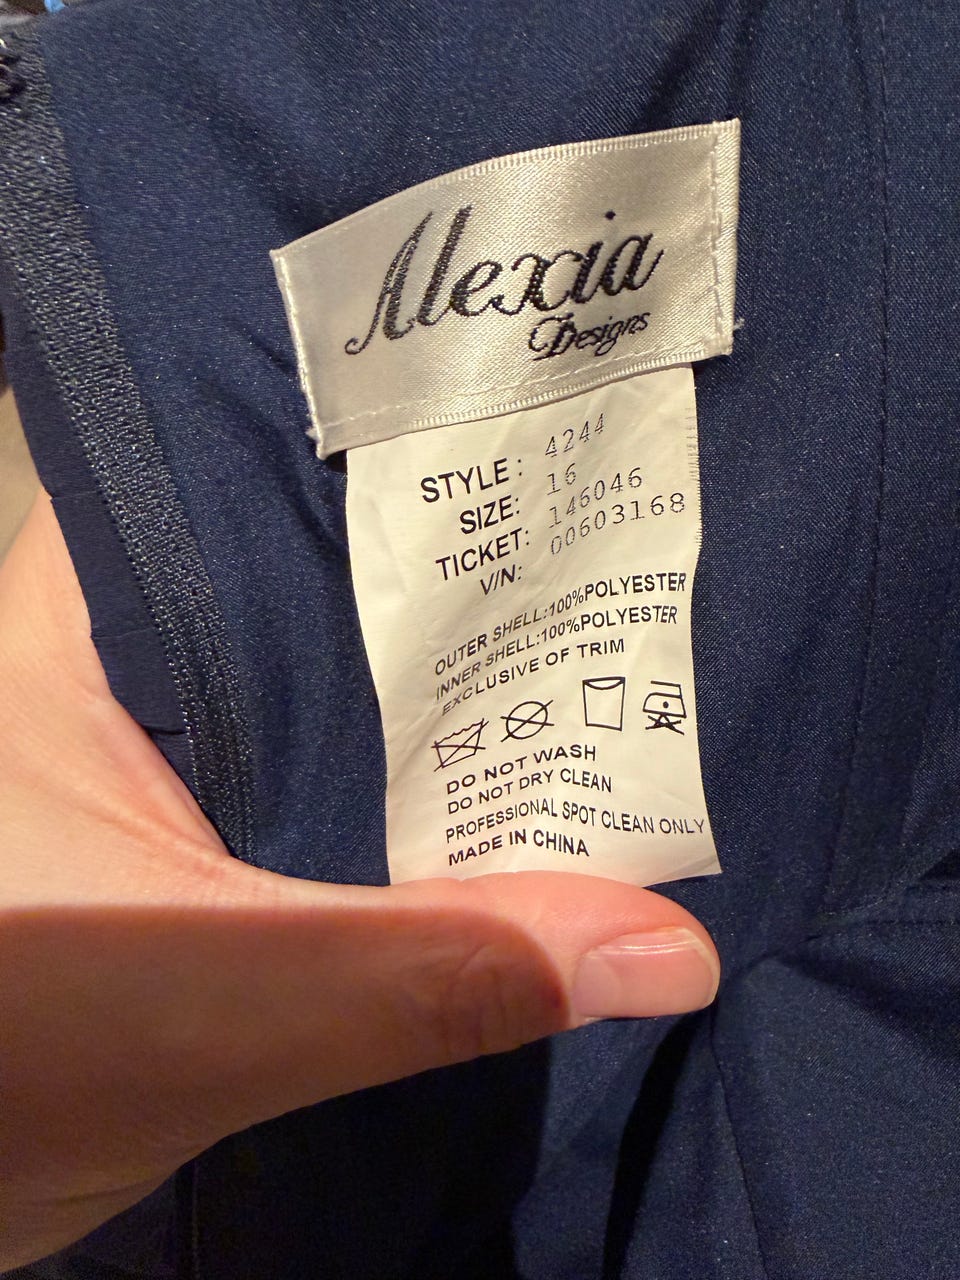 Alexia
Designs
STYLE: 4244
SIZE: 16
TICKET: 146046
V/N: 00603168
OUTER SHELL:100%POLYESTER
INNER SHELL:100%POLYESTER
EXCLUSIVE OF TRIM
DO NOT WASH
DO NOT DRY CLEAN
PROFESSIONAL SPOT CLEAN ONLY
MADE IN CHINA